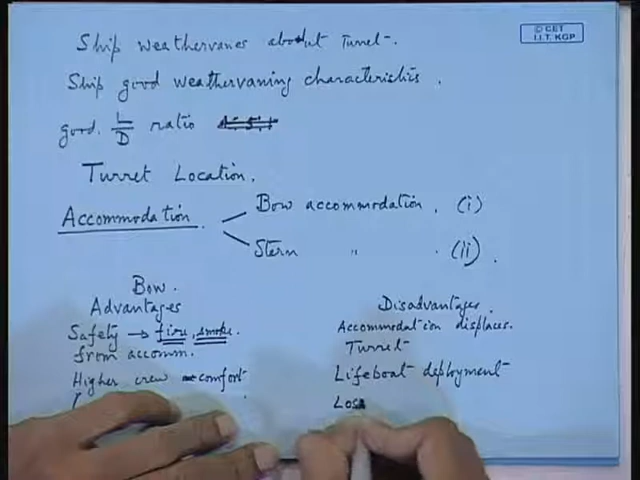 © CET
I.I.T. KGP
Ship weathervanes about Turret.
Ship good weathervaning characteristics.
good L/D ratio
Turret Location.
Accommodation. Bow accommodation. (i)
Stern " . (ii).
Bow.
Advantages
Safety → fire, smoke.
from accomm.
Higher crew comfort
Disadvantages.
Accommodation displaces.
Turret
Lifeboat deployment